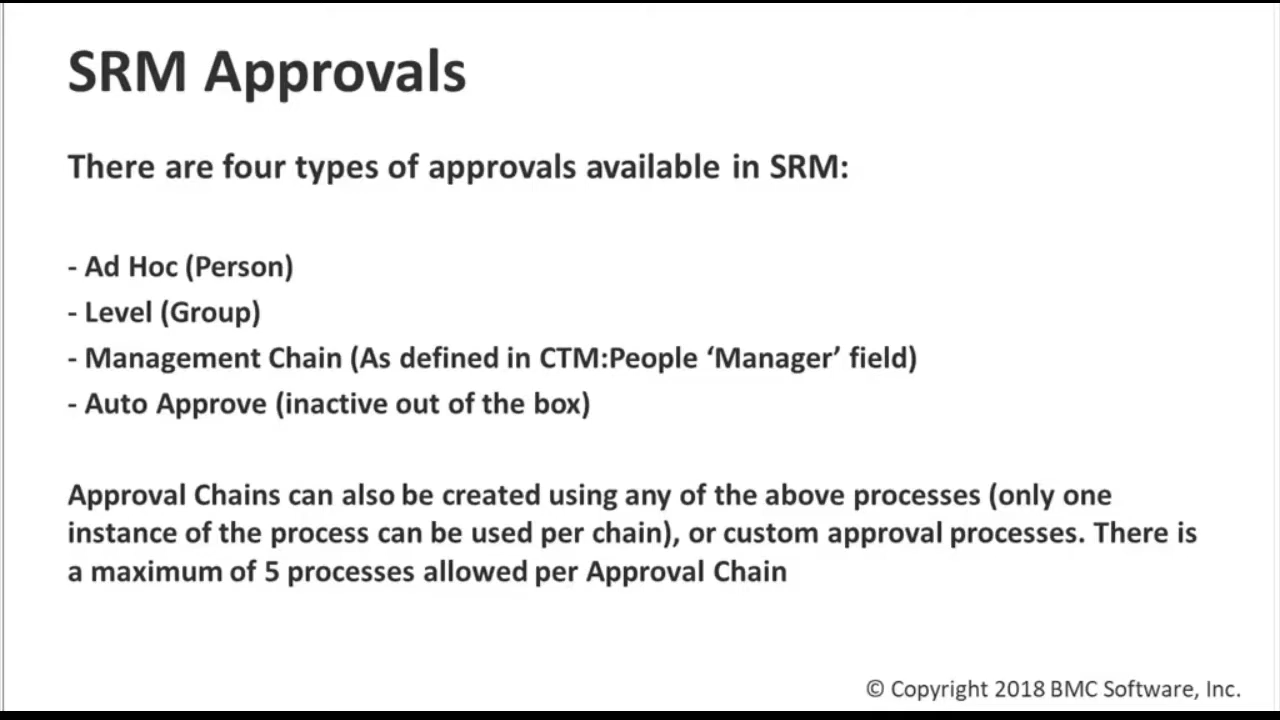 SRM Approvals
There are four types of approvals available in SRM:
- Ad Hoc (Person)
- Level (Group)
- Management Chain (As defined in CTM:People ‘Manager’ field)
- Auto Approve (inactive out of the box)
Approval Chains can also be created using any of the above processes (only one
instance of the process can be used per chain), or custom approval processes. There is
a maximum of 5 processes allowed per Approval Chain
© Copyright 2018 BMC Software, Inc.